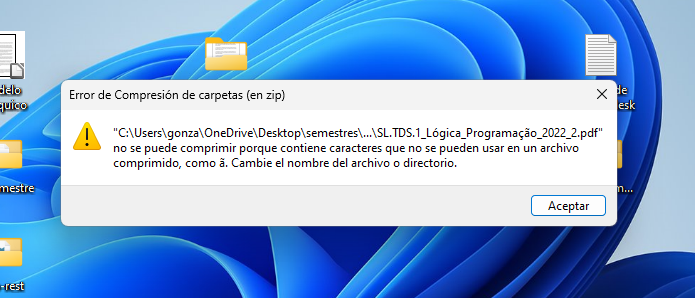 delo
quico
de
esk
Error de Compresión de carpetas (en zip)
"C:\Users\gonza\OneDrive\Desktop\semestres\...\SL.TDS.1_Lógica_Programação_2022_2.pdf"
no se puede comprimir porque contiene caracteres que no se pueden usar en un archivo
comprimido, como ã. Cambie el nombre del archivo o directorio.
Aceptar
mestre
m...
-rest